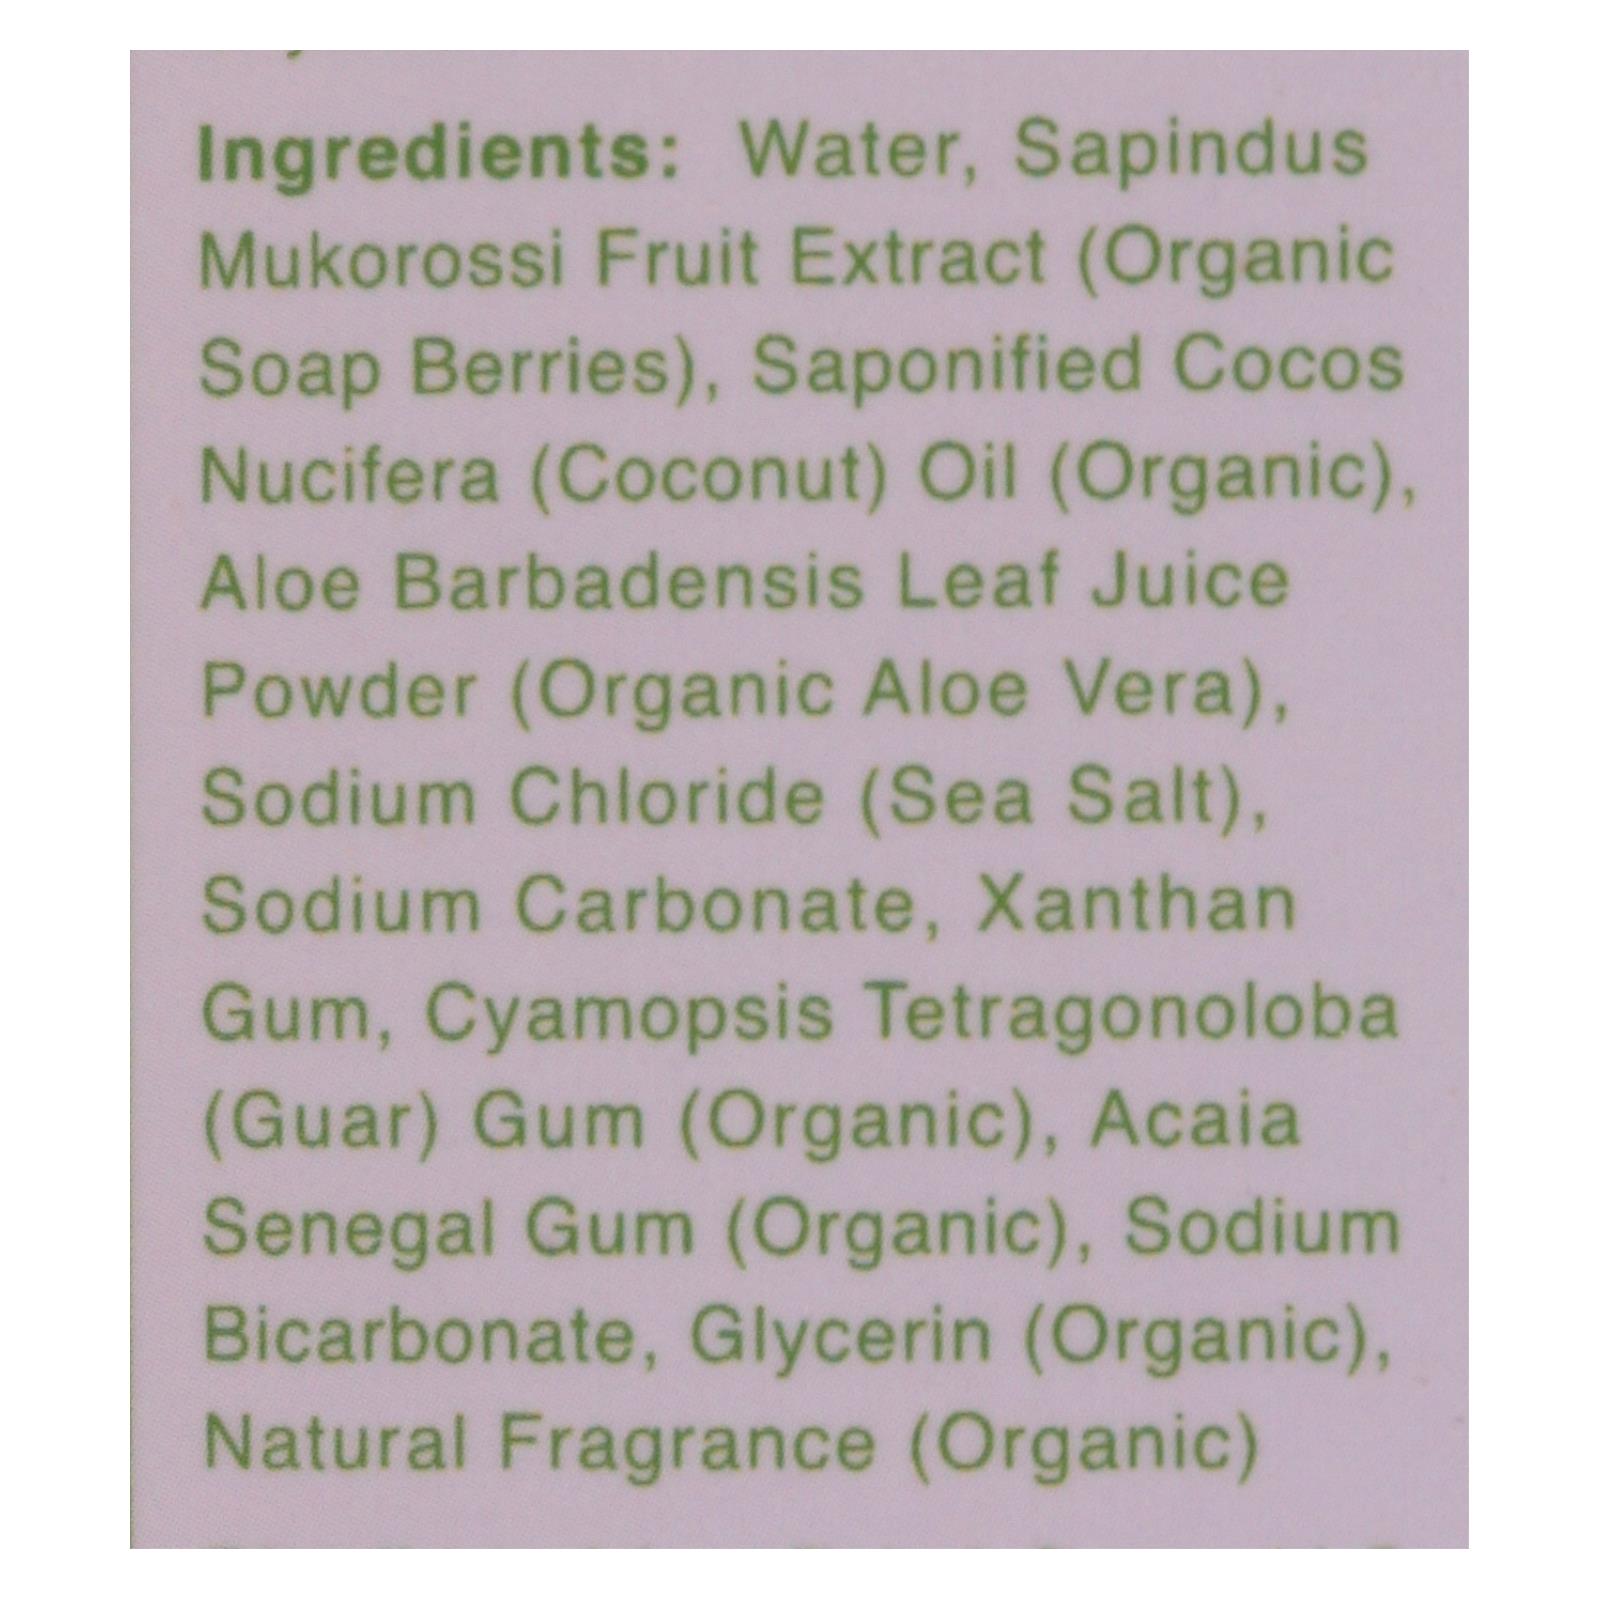 Ingredients: Water, Sapindus
Mukorossi Fruit Extract (Organic
Soap Berries), Saponified Cocos
Nucifera (Coconut) Oil (Organic),
Aloe Barbadensis Leaf Juice
Powder (Organic Aloe Vera),
Sodium Chloride (Sea Salt),
Sodium Carbonate, Xanthan
Gum, Cyamopsis Tetragonoloba
(Guar) Gum (Organic), Acaia
Senegal Gum (Organic), Sodium
Bicarbonate, Glycerin (Organic),
Natural Fragrance (Organic)